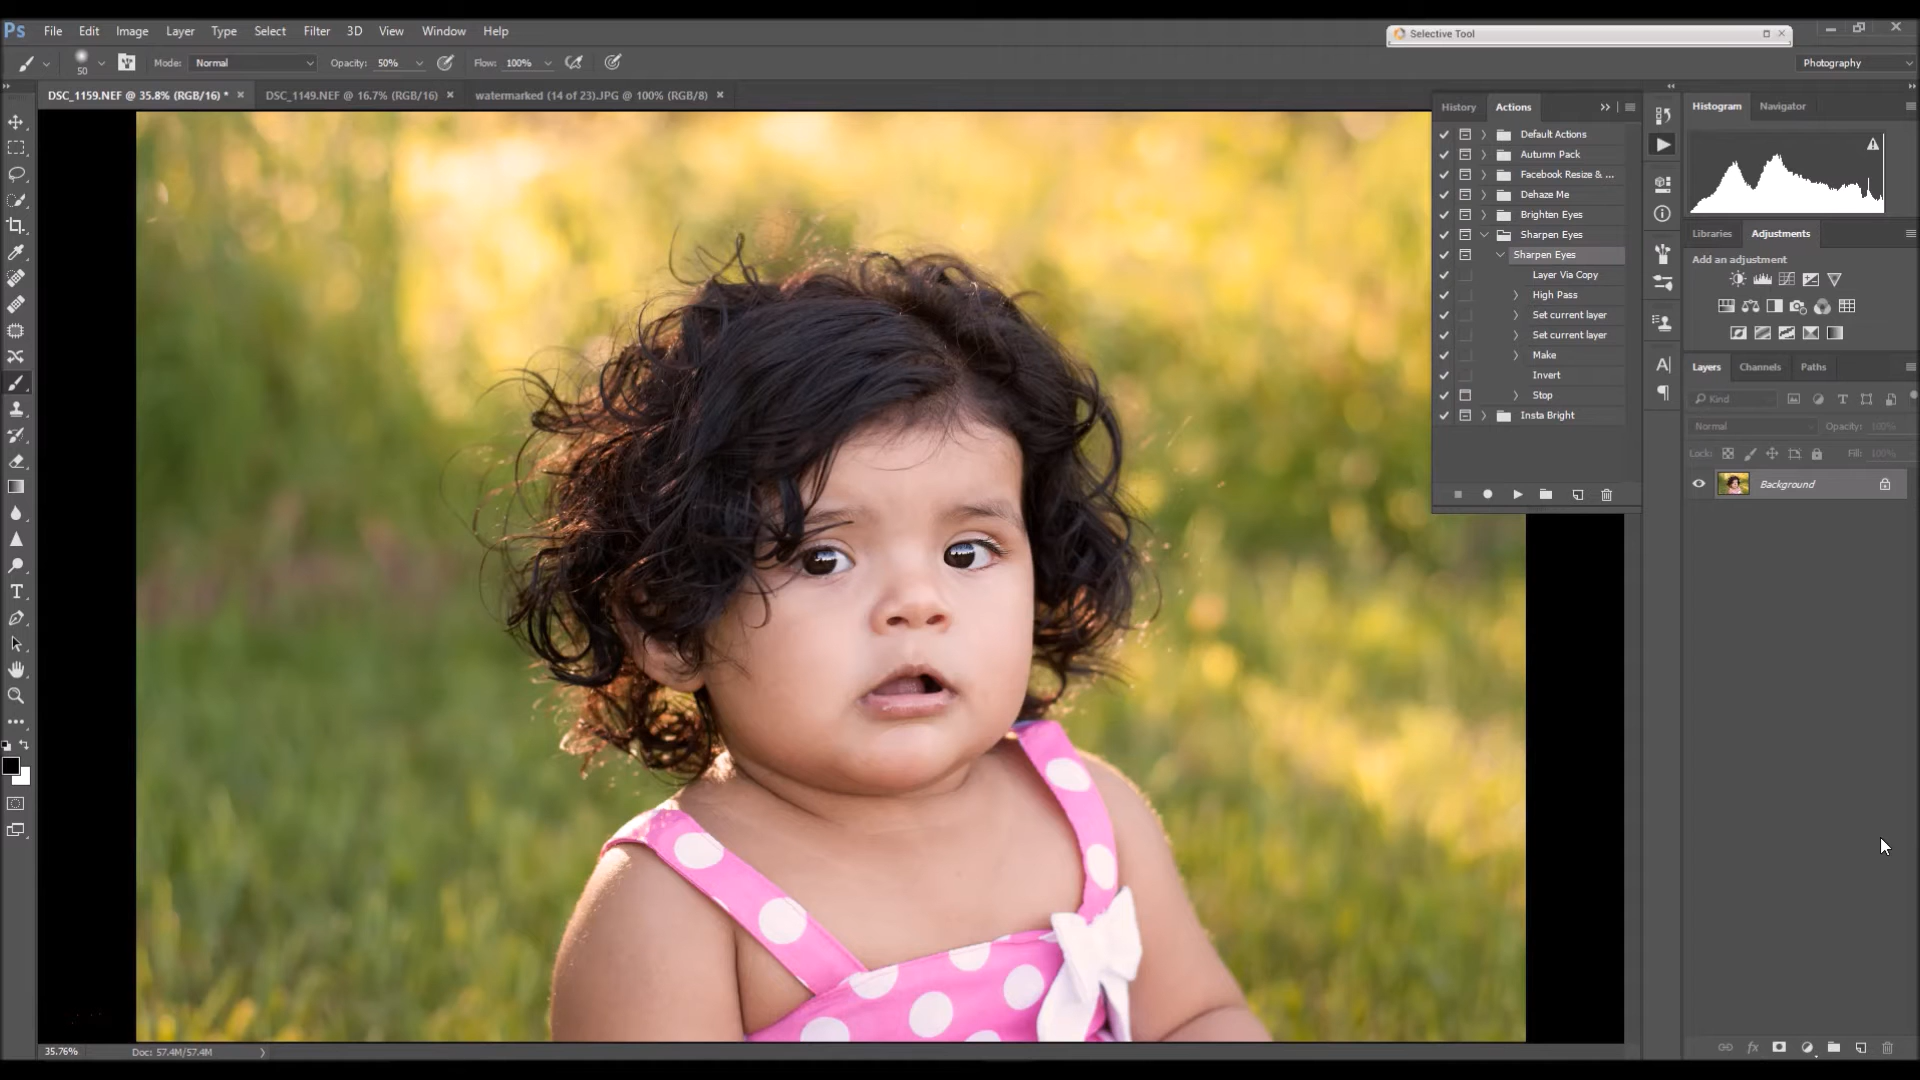 Ps File Edit Image Layer Type Select Filter 3D View Window Help
Selective Tool
50 Mode: Normal Opacity: 50% Flow: 100% Photography
DSC_1159.NEF @ 35.8% (RGB/16) * DSC_1149.NEF @ 16.7% (RGB/16) watermarked (14 of 23).JPG @ 100% (RGB/8)
History Actions
Default Actions
Autumn Pack
Facebook Resize & ...
Dehaze Me
Brighten Eyes
Sharpen Eyes
Sharpen Eyes
Layer Via Copy
High Pass
Set current layer
Set current layer
Make
Invert
Stop
Insta Bright
Histogram Navigator
Libraries Adjustments
Add an adjustment
Layers Channels Paths
Kind
Normal Opacity: 100%
Lock: Fill: 100%
Background
35.76% Doc: 57.4M/57.4M